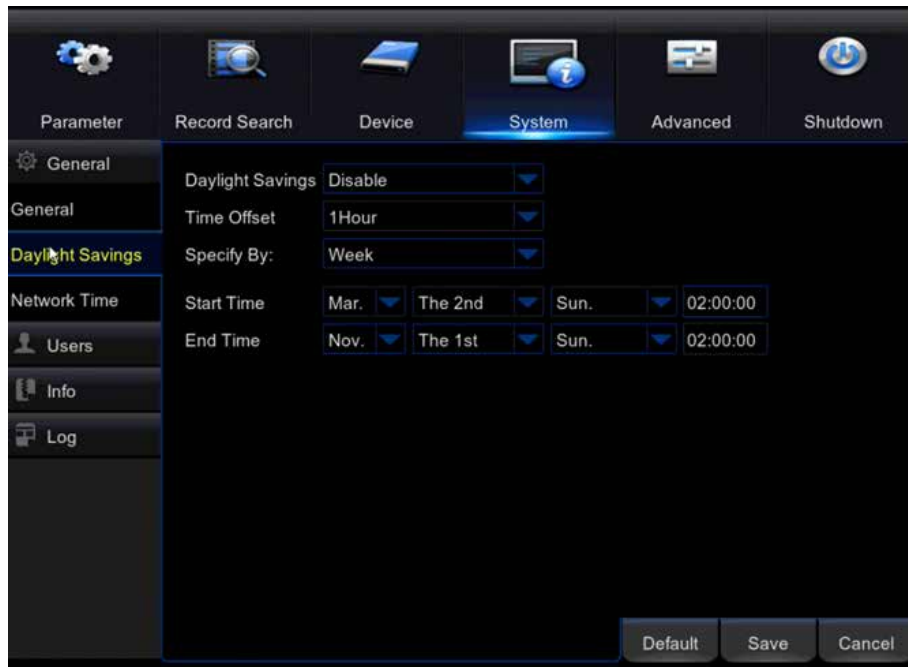 Parameter Record Search Device System Advanced Shutdown
General
General
Daylight Savings
Network Time
Users
Info
Log
Daylight Savings Disable
Time Offset 1Hour
Specify By: Week
Start Time Mar. The 2nd Sun. 02:00:00
End Time Nov. The 1st Sun. 02:00:00
Default Save Cancel